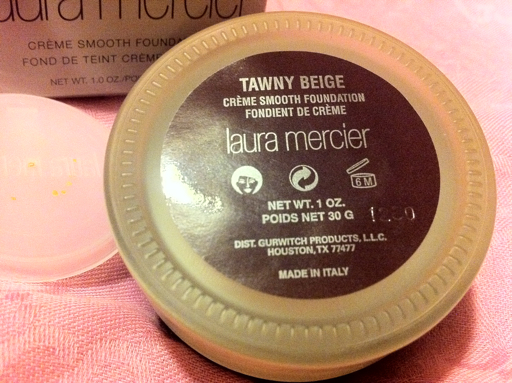 laura mercier
CRÈME SMOOTH
FOND DE TEINT CRÈME
NET WT. 1.0 OZ./
TAWNY BEIGE
CRÈME SMOOTH FOUNDATION
FONDIENT DE CRÈME
laura mercier
6 M
NET WT. 1 OZ.
POIDS NET 30 G
DIST. GURWITCH PRODUCTS, L.L.C.
HOUSTON, TX 77477
MADE IN ITALY